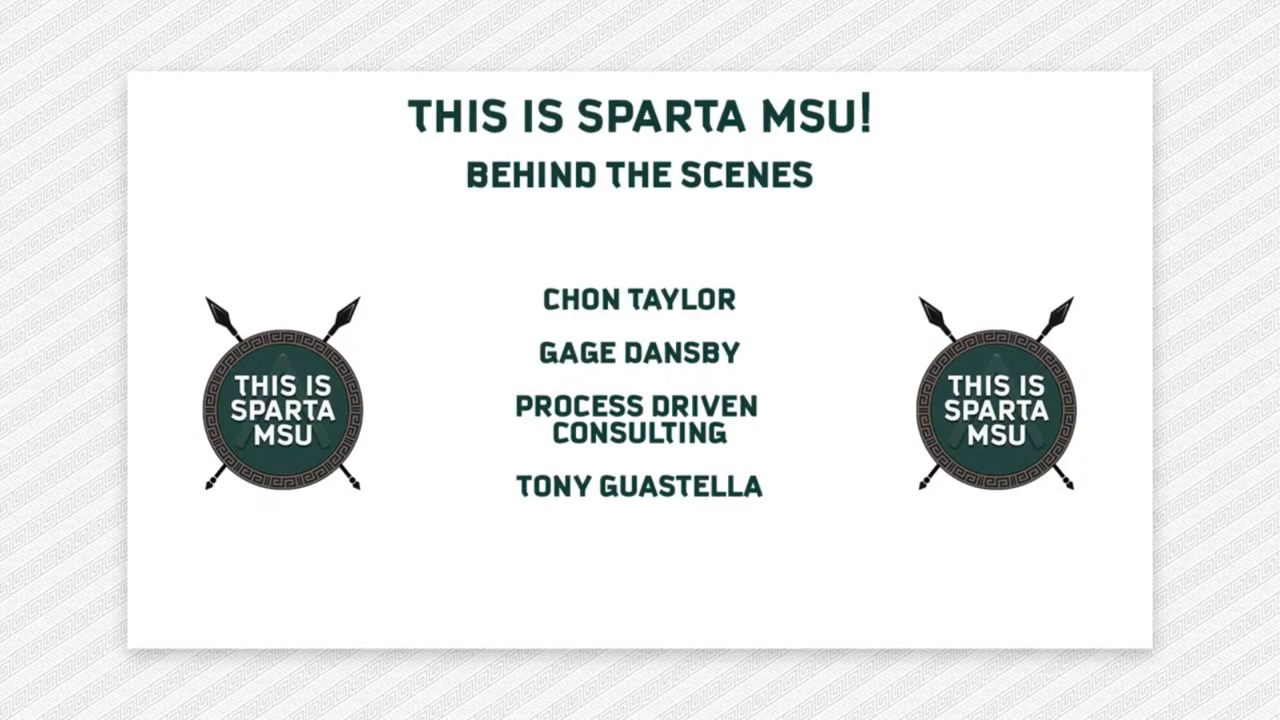 THIS IS SPARTA MSU!
BEHIND THE SCENES
CHON TAYLOR
GAGE DANSBY
PROCESS DRIVEN
CONSULTING
TONY GUASTELLA
THIS IS
SPARTA
MSU
THIS IS
SPARTA
MSU